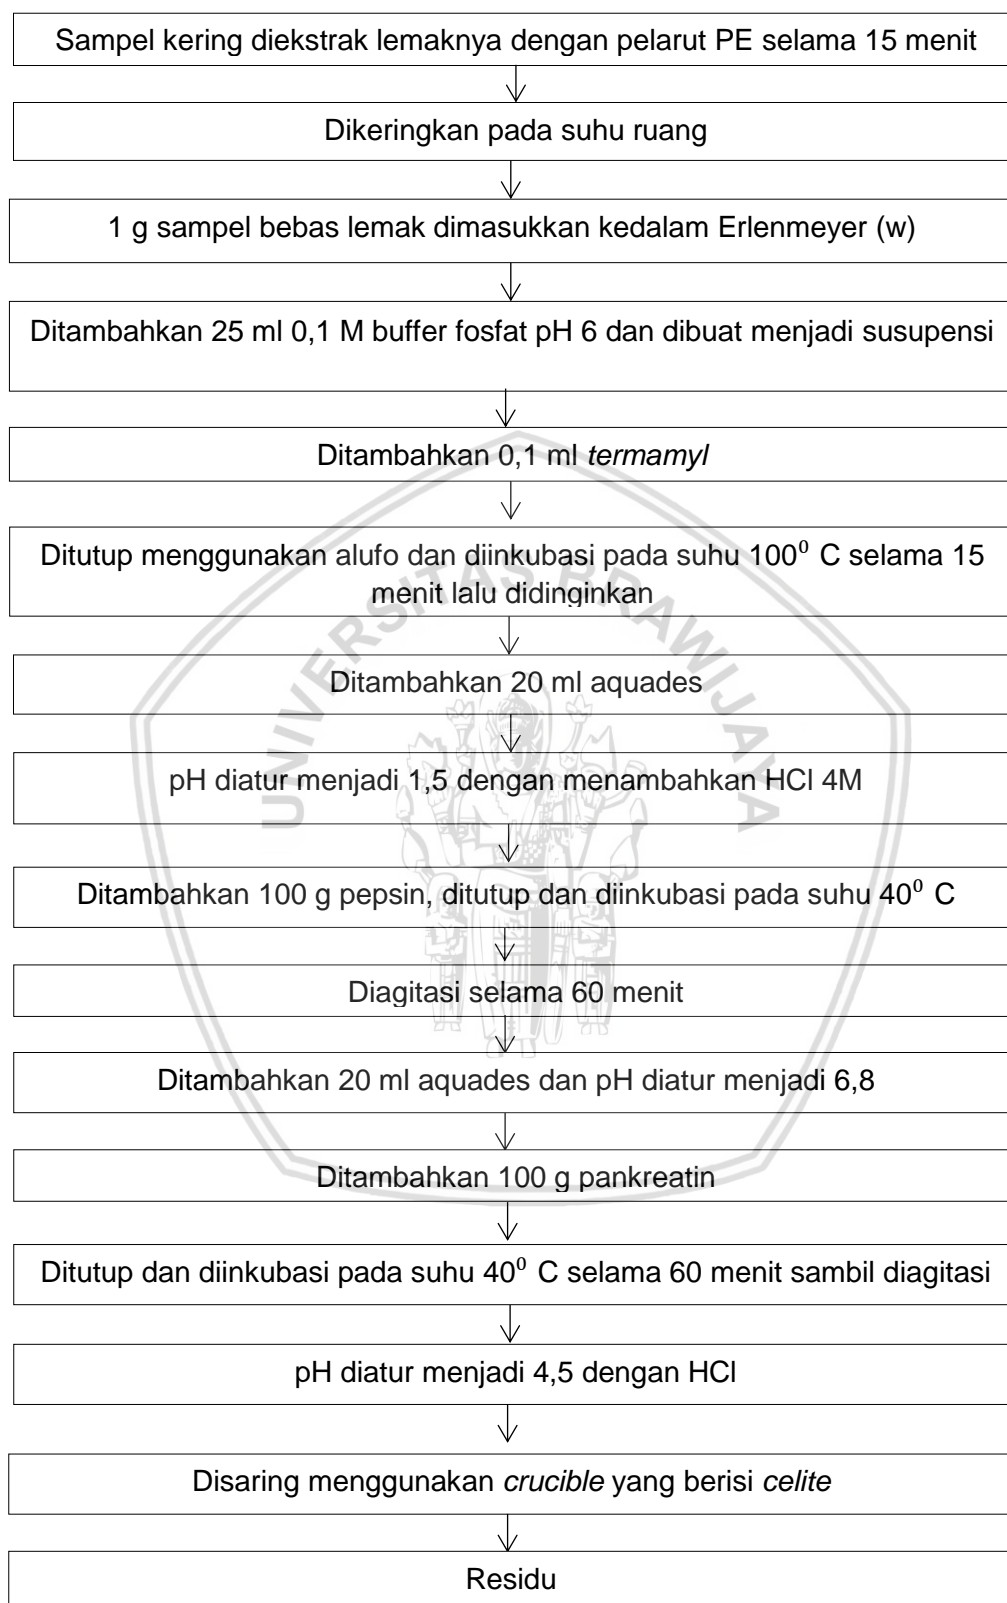 Sampel kering diekstrak lemaknya dengan pelarut PE selama 15 menit
Dikeringkan pada suhu ruang
1 g sampel bebas lemak dimasukkan kedalam Erlenmeyer (w)
Ditambahkan 25 ml 0,1 M buffer fosfat pH 6 dan dibuat menjadi susupensi
Ditambahkan 0,1 ml termamyl
Ditutup menggunakan alufo dan diinkubasi pada suhu 100⁰ C selama 15
menit lalu didinginkan
Ditambahkan 20 ml aquades
pH diatur menjadi 1,5 dengan menambahkan HCl 4M
Ditambahkan 100 g pepsin, ditutup dan diinkubasi pada suhu 40⁰ C
Diagitasi selama 60 menit
Ditambahkan 20 ml aquades dan pH diatur menjadi 6,8
Ditambahkan 100 g pankreatin
Ditutup dan diinkubasi pada suhu 40⁰ C selama 60 menit sambil diagitasi
pH diatur menjadi 4,5 dengan HCl
Disaring menggunakan crucible yang berisi celite
Residu
UNIVERSITAS BRAWIJAYA